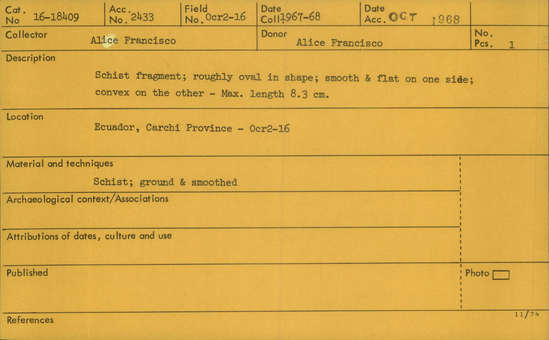 Cat. No 16-18409 Acc. No. 2433 Field No. Ocr2-16 Date Coll. 1967-68 Date Acc. OCT 1968
Collector Alice Francisco Donor Alice Francisco No. Pcs. 1
Description
Schist fragment; roughly oval in shape; smooth & flat on one side;
convex on the other - Max. length 8.3 cm.
Location
Ecuador, Carchi Province - Ocr2-16
Material and techniques
Schist; ground & smoothed
Archaeological context/Associations
Attributions of dates, culture and use
Published Photo
11/74
References